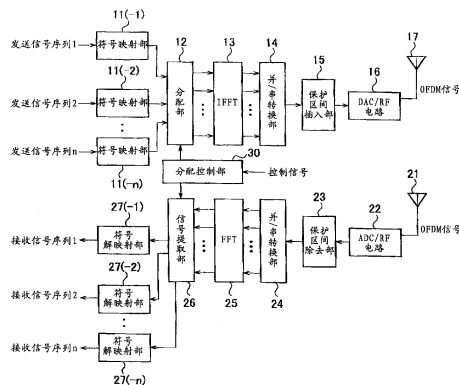 11(-1)
发送信号序列1
符号映射部
11(-2)
发送信号序列2
符号映射部
发送信号序列n
符号映射部
11(-n)
12
分配部
13
IFFT
14
并/串转换部
15
保护
区间
插入部
16
DAC/RF
电路
17
OFDM信号
30
分配控制部
控制信号
27(-1)
接收信号序列1
符号
解映射部
27(-2)
接收信号序列2
符号
解映射部
接收信号序列n
符号
解映射部
27(-n)
信号提取部
26
FFT
25
并/串转换部
24
23
保护
区间
除去部
22
ADC/RF
电路
21
OFDM信号